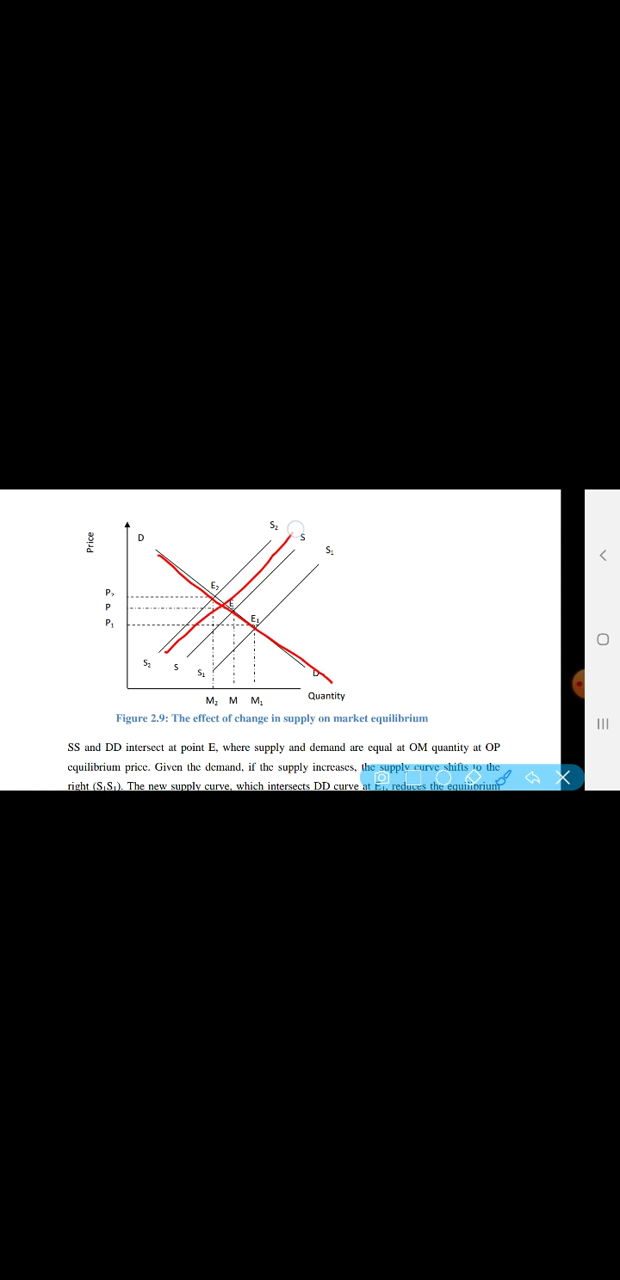 Price
D
S₂
S
S₁
E₂
P₂
E
P
E₁
P₁
S₂
S
S₁
D
Quantity
M₂ M M₁
Figure 2.9: The effect of change in supply on market equilibrium
SS and DD intersect at point E, where supply and demand are equal at OM quantity at OP
equilibrium price. Given the demand, if the supply increases, the supply curve shifts to the
right (S₁S₁). The new supply curve, which intersects DD curve at E₁, reduces the equilibrium